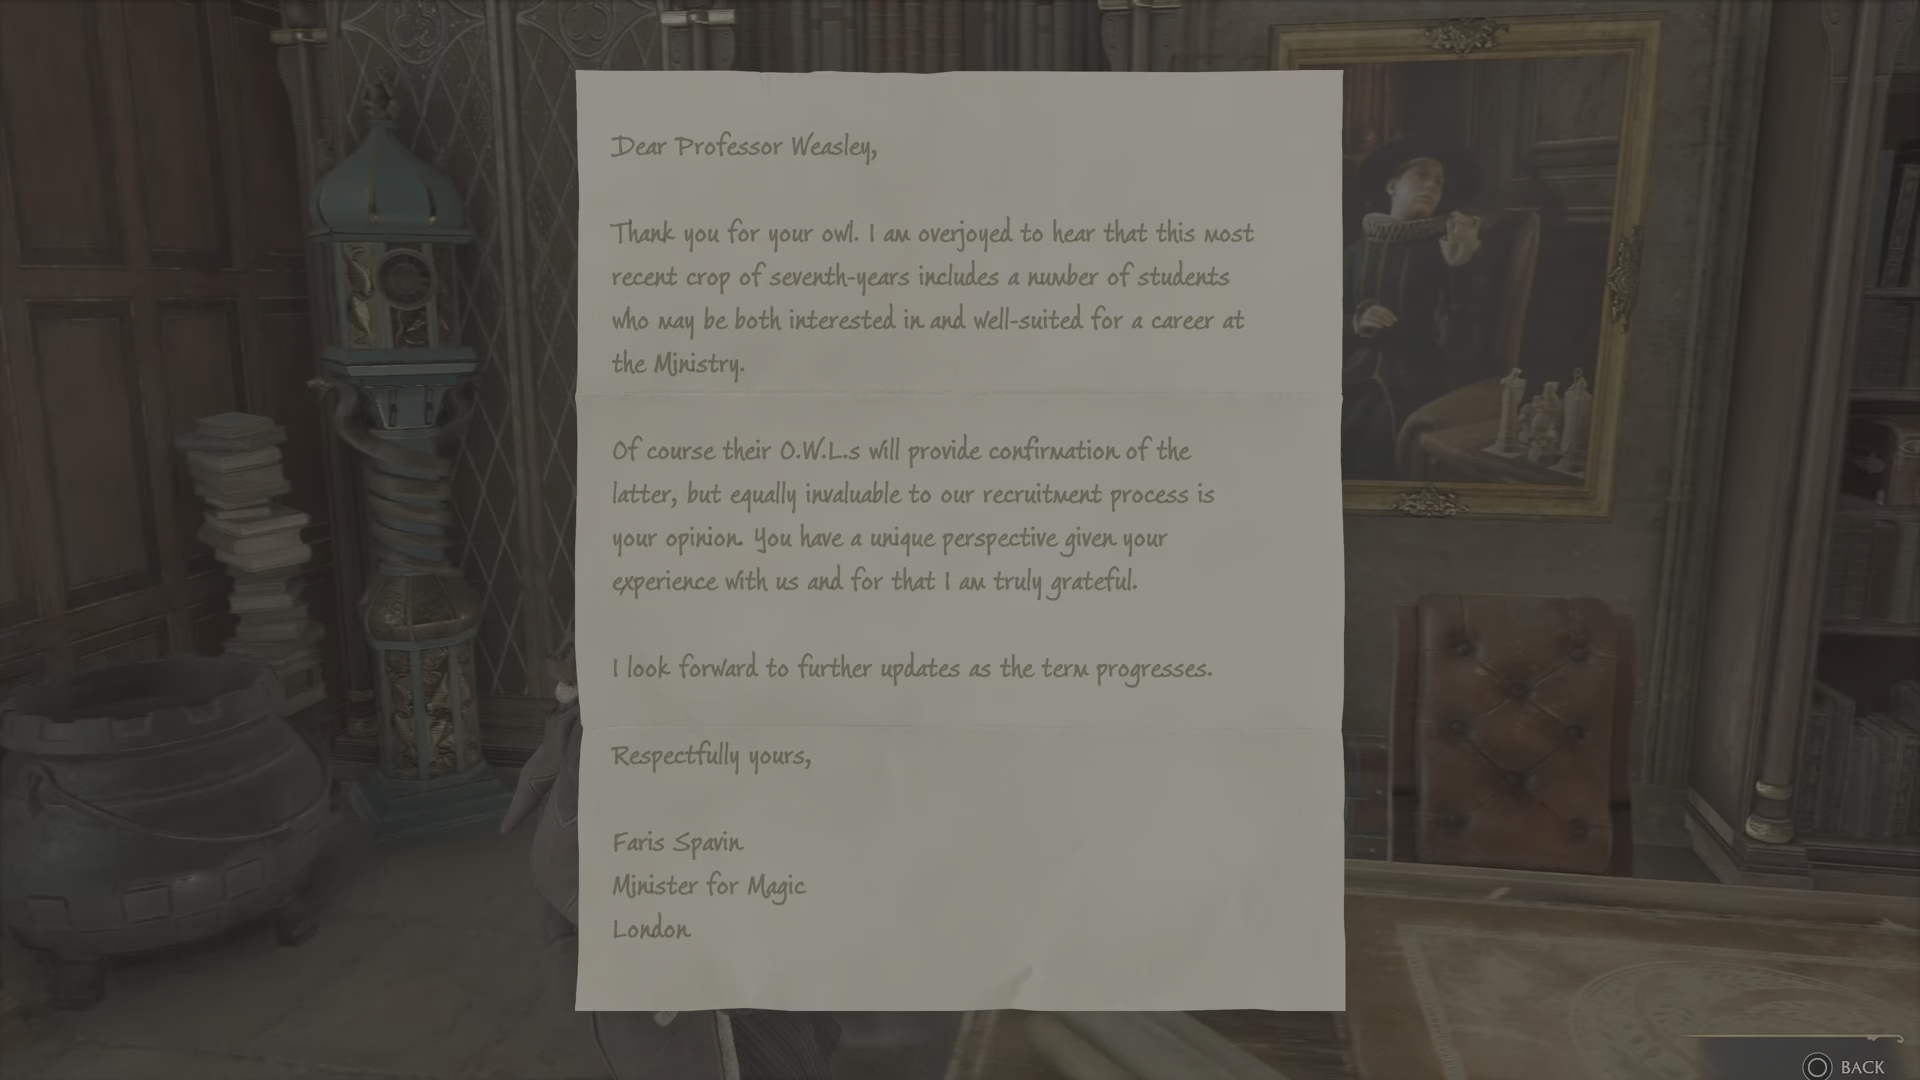 Dear Professor Weasley,
Thank you for your owl. I am overjoyed to hear that this most
recent crop of seventh-years includes a number of students
who may be both interested in and well-suited for a career at
the Ministry.
Of course their O.W.L.s will provide confirmation of the
latter, but equally invaluable to our recruitment process is
your opinion. You have a unique perspective given your
experience with us and for that I am truly grateful.
I look forward to further updates as the term progresses.
Respectfully yours,
Faris Spavin
Minister for Magic
London
BACK